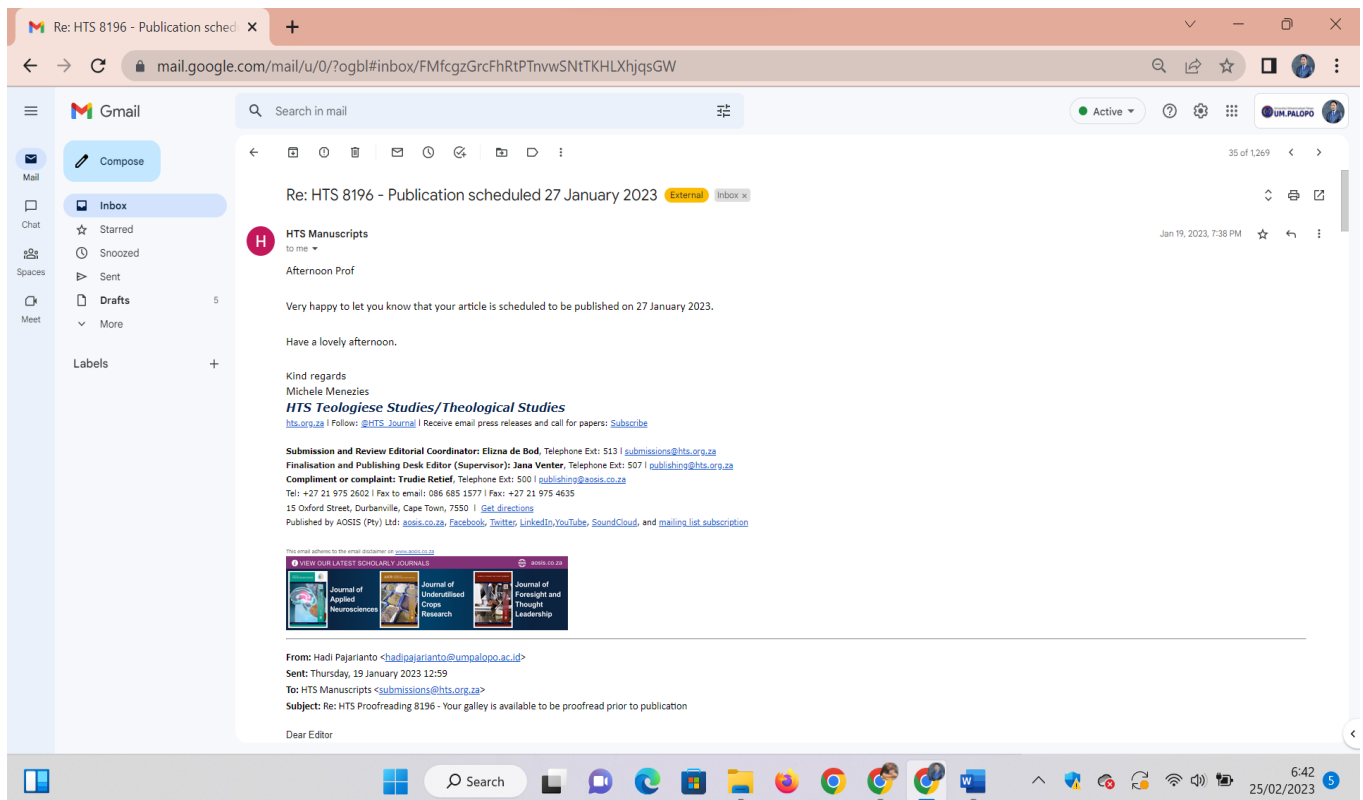 Re: HTS 8196 - Publication sched
mail.google.com/mail/u/0/?ogbl#inbox/FMfcgzGrcFhRtPTnvwSNtTKHLXhjqsGW
Gmail
Search in mail
Active
UM.PALOPO
Mail
Compose
35 of 1,269
Inbox
Re: HTS 8196 - Publication scheduled 27 January 2023 External Inbox x
Chat
Starred
HTS Manuscripts
Jan 19, 2023, 7:38 PM
to me
Snoozed
Spaces
Sent
Afternoon Prof
Drafts 5
Meet
More
Very happy to let you know that your article is scheduled to be published on 27 January 2023.
Have a lovely afternoon.
Labels +
Kind regards
Michele Menezies
HTS Teologiese Studies/Theological Studies
hts.org.za I Follow: @HTS_Journal I Receive email press releases and call for papers: Subscribe
Submission and Review Editorial Coordinator: Elizna de Bod, Telephone Ext: 513 l submissions@hts.org.za
Finalisation and Publishing Desk Editor (Supervisor): Jana Venter, Telephone Ext: 507 l publishing@hts.org.za
Compliment or complaint: Trudie Retief, Telephone Ext: 500 l publishing@aosis.co.za
Tel: +27 21 975 2602 l Fax to email: 086 685 1577 l Fax: +27 21 975 4635
15 Oxford Street, Durbanville, Cape Town, 7550 I Get directions
Published by AOSIS (Pty) Ltd: aosis.co.za, Facebook, Twitter, LinkedIn,YouTube, SoundCloud, and mailing list subscription
This email adheres to the email disclaimer on www.aosis.co.za
VIEW OUR LATEST SCHOLARLY JOURNALS
aosis.co.za
Journal of Applied Neurosciences
Journal of Underutilised Crops Research
Journal of Foresight and Thought Leadership
From: Hadi Pajarianto <hadipajarianto@umpalopo.ac.id>
Sent: Thursday, 19 January 2023 12:59
To: HTS Manuscripts <submissions@hts.org.za>
Subject: Re: HTS Proofreading 8196 - Your galley is available to be proofread prior to publication
Dear Editor
Search
6:42
25/02/2023
5